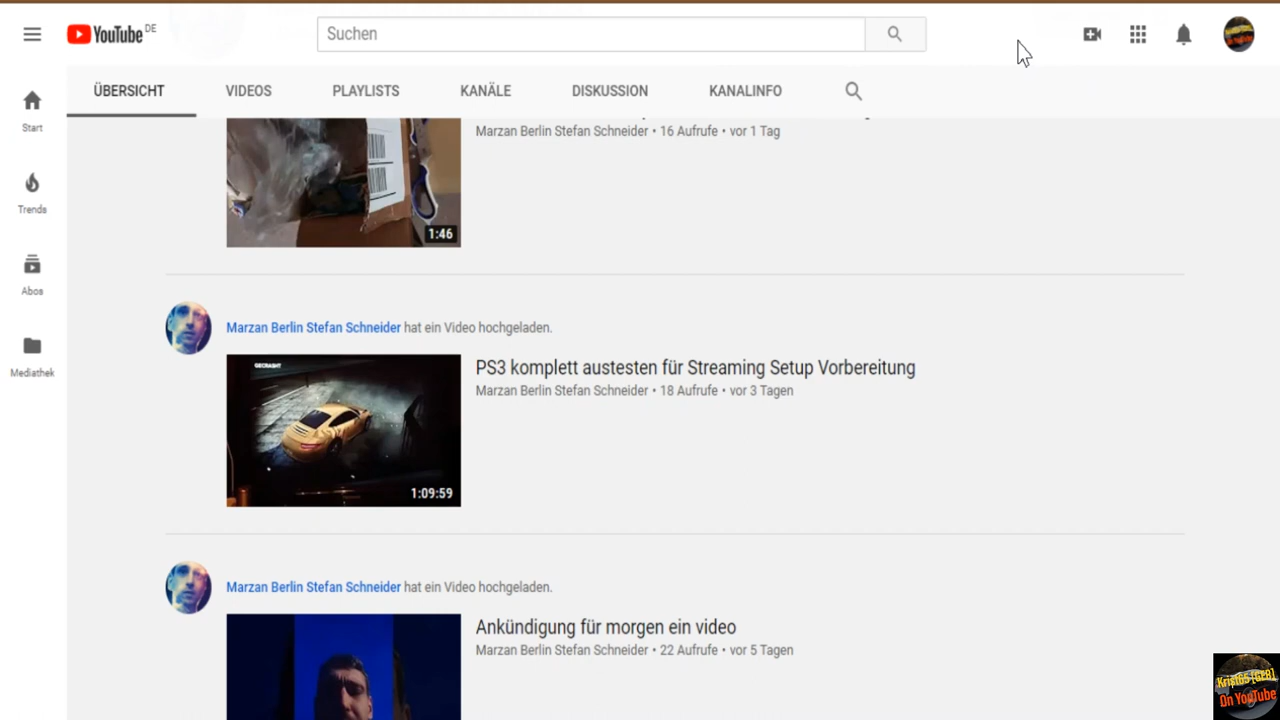 YouTube DE
Suchen
ÜBERSICHT VIDEOS PLAYLISTS KANÄLE DISKUSSION KANALINFO
Start
Trends
Abos
Mediathek
Marzan Berlin Stefan Schneider • 16 Aufrufe • vor 1 Tag
1:46
Marzan Berlin Stefan Schneider hat ein Video hochgeladen.
PS3 komplett austesten für Streaming Setup Vorbereitung
Marzan Berlin Stefan Schneider • 18 Aufrufe • vor 3 Tagen
1:09:59
Marzan Berlin Stefan Schneider hat ein Video hochgeladen.
Ankündigung für morgen ein video
Marzan Berlin Stefan Schneider • 22 Aufrufe • vor 5 Tagen
On YouTube